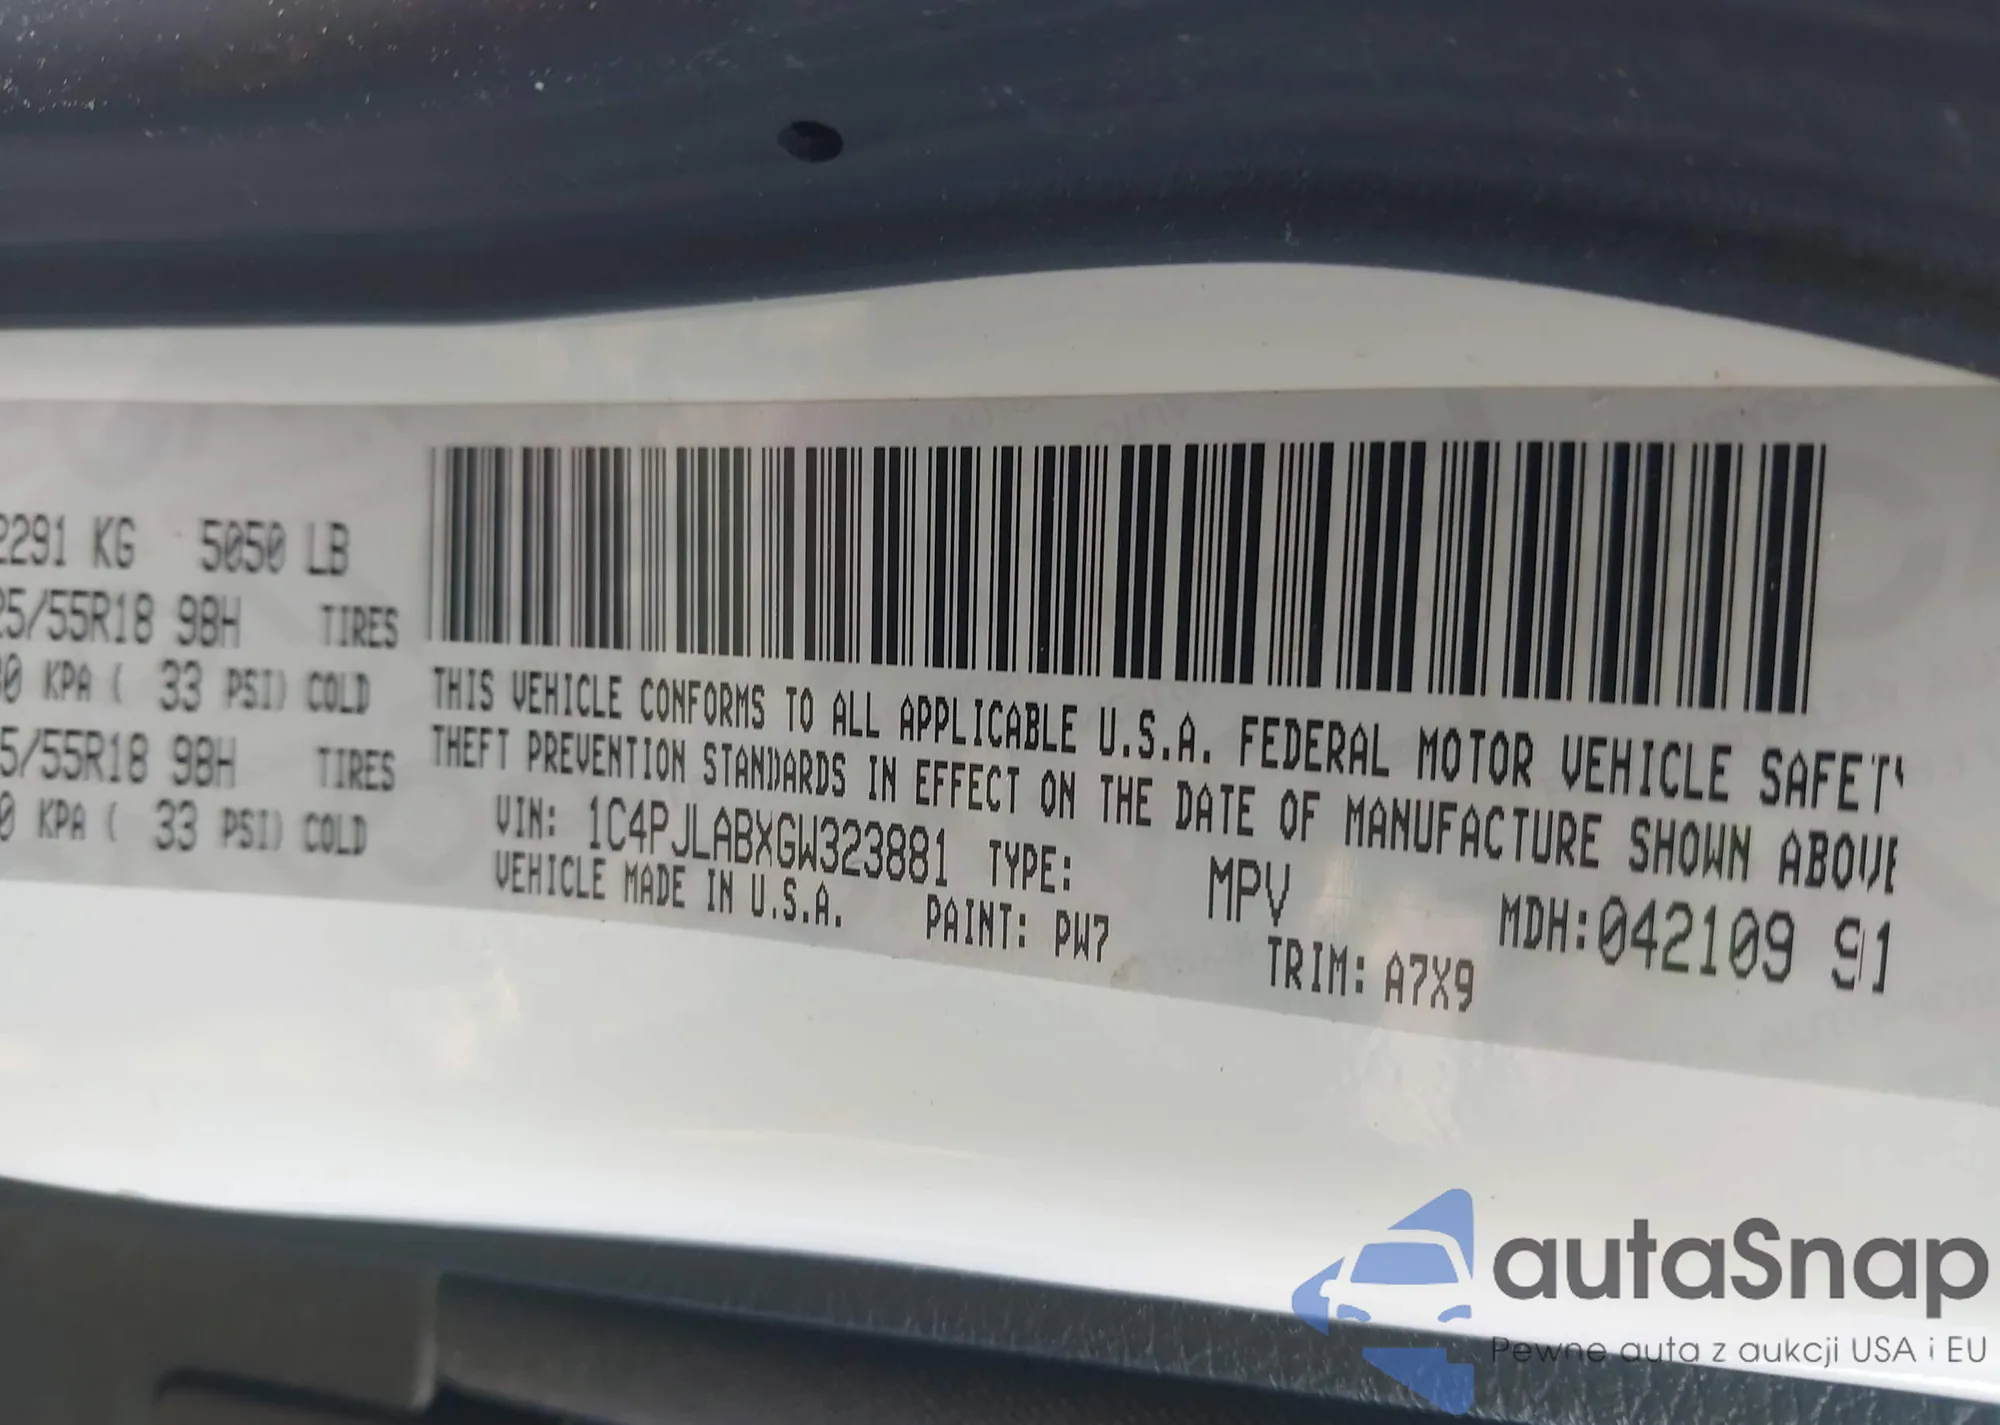 2291 KG 5050 LB
25/55R18 98H TIRES
0 KPA ( 33 PSI) COLD
5/55R18 98H TIRES
0 KPA ( 33 PSI) COLD
THIS VEHICLE CONFORMS TO ALL APPLICABLE U.S.A. FEDERAL MOTOR VEHICLE SAFETY
THEFT PREVENTION STANDARDS IN EFFECT ON THE DATE OF MANUFACTURE SHOWN ABOVE
VIN: 1C4PJLABXGW323881 TYPE: MPV MDH:042109 91
VEHICLE MADE IN U.S.A. PAINT: PW7 TRIM: A7X9
autaSnap
Pewne auta z aukcji USA i EU